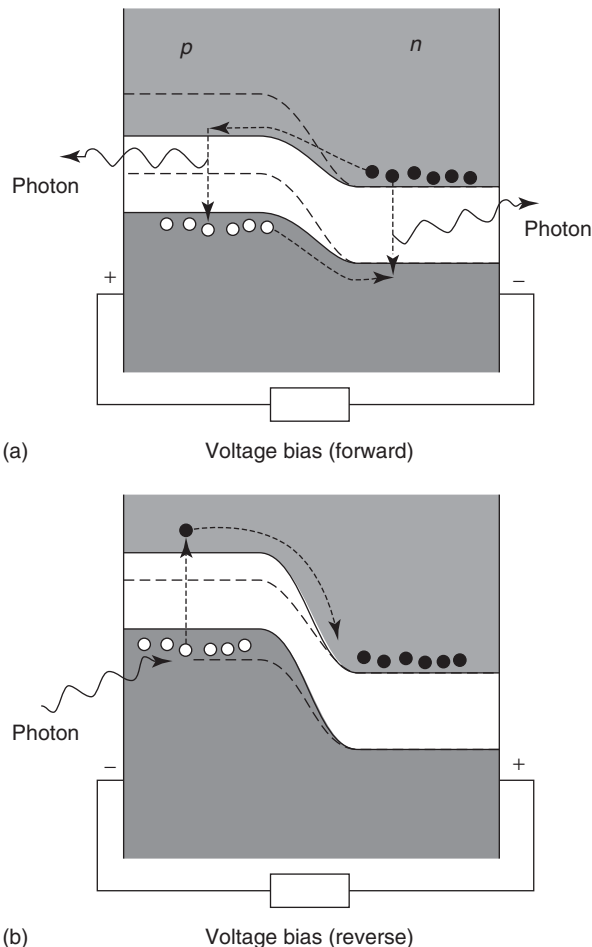 p n
Photon
Photon
+ −
(a) Voltage bias (forward)
Photon
− +
(b) Voltage bias (reverse)